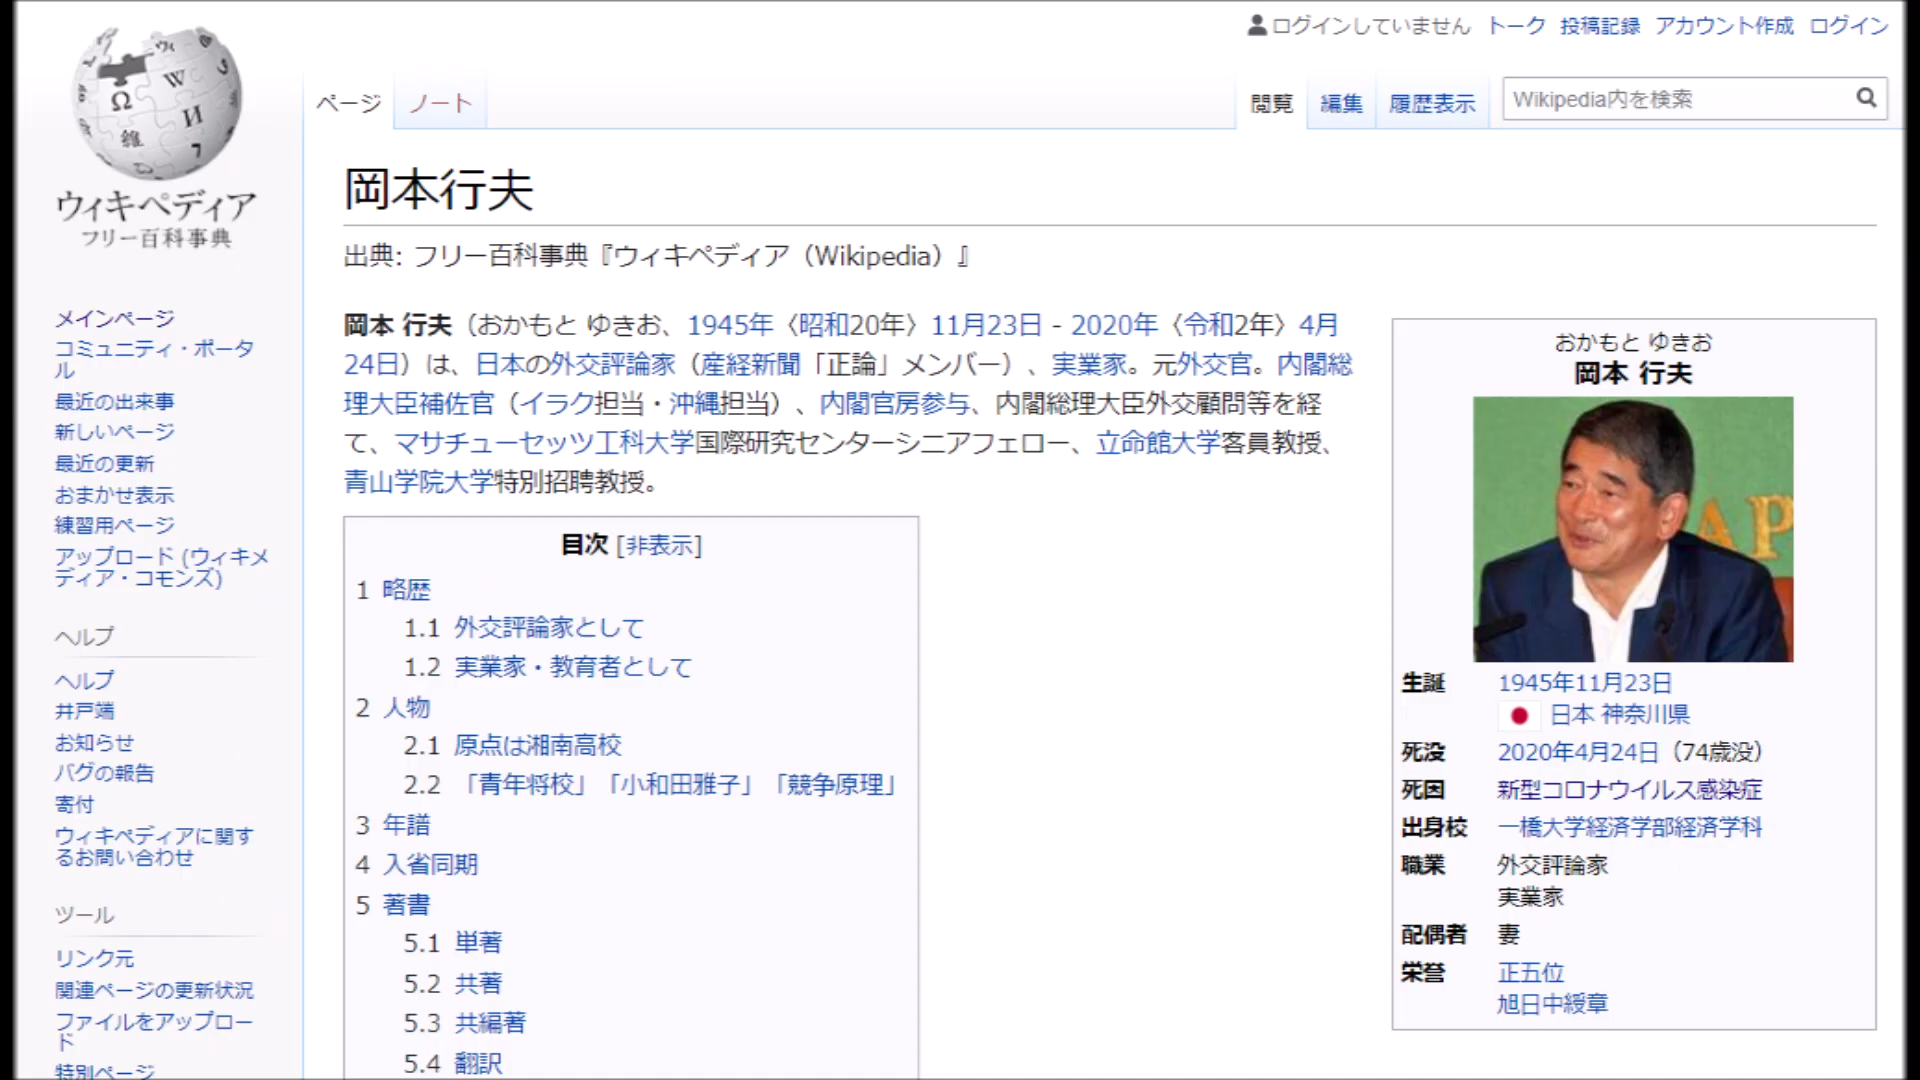 ログインしていません トーク 投稿記録 アカウント作成 ログイン
ページ ノート 閲覧 編集 履歴表示 Wikipedia内を検索
ウィキペディア
フリー百科事典
メインページ
コミュニティ・ポータ
ル
最近の出来事
新しいページ
最近の更新
おまかせ表示
練習用ページ
アップロード (ウィキメ
ディア・コモンズ)
ヘルプ
ヘルプ
井戸端
お知らせ
バグの報告
寄付
ウィキペディアに関す
るお問い合わせ
ツール
リンク元
関連ページの更新状況
ファイルをアップロー
ド
特別ページ
岡本行夫
出典: フリー百科事典『ウィキペディア（Wikipedia）』
岡本 行夫（おかもと ゆきお、1945年〈昭和20年〉11月23日 - 2020年〈令和2年〉4月
24日）は、日本の外交評論家（産経新聞「正論」メンバー）、実業家。元外交官。内閣総
理大臣補佐官（イラク担当・沖縄担当）、内閣官房参与、内閣総理大臣外交顧問等を経
て、マサチューセッツ工科大学国際研究センターシニアフェロー、立命館大学客員教授、
青山学院大学特別招聘教授。
目次 [非表示]
1 略歴
1.1 外交評論家として
1.2 実業家・教育者として
2 人物
2.1 原点は湘南高校
2.2 「青年将校」「小和田雅子」「競争原理」
3 年譜
4 入省同期
5 著書
5.1 単著
5.2 共著
5.3 共編著
5.4 翻訳
おかもと ゆきお
岡本 行夫
AP
生誕 1945年11月23日
日本 神奈川県
死没 2020年4月24日（74歳没）
死因 新型コロナウイルス感染症
出身校 一橋大学経済学部経済学科
職業 外交評論家
実業家
配偶者 妻
栄誉 正五位
旭日中綬章